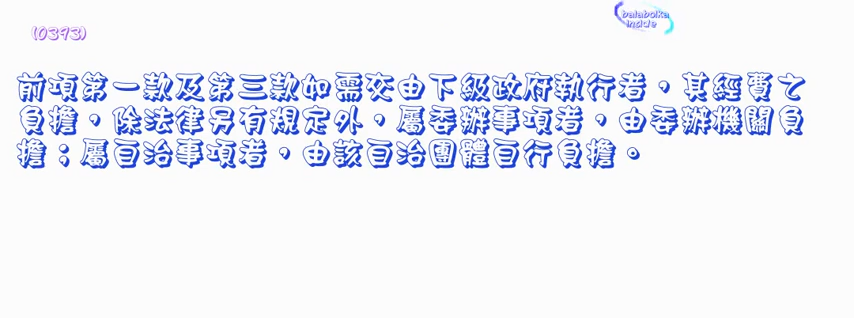 (0393)
balabolka
inside
前項第一款及第三款如需交由下級政府執行者，其經費之
負擔，除法律另有規定外，屬委辦事項者，由委辦機關負
擔；屬自治事項者，由該自治團體自行負擔。